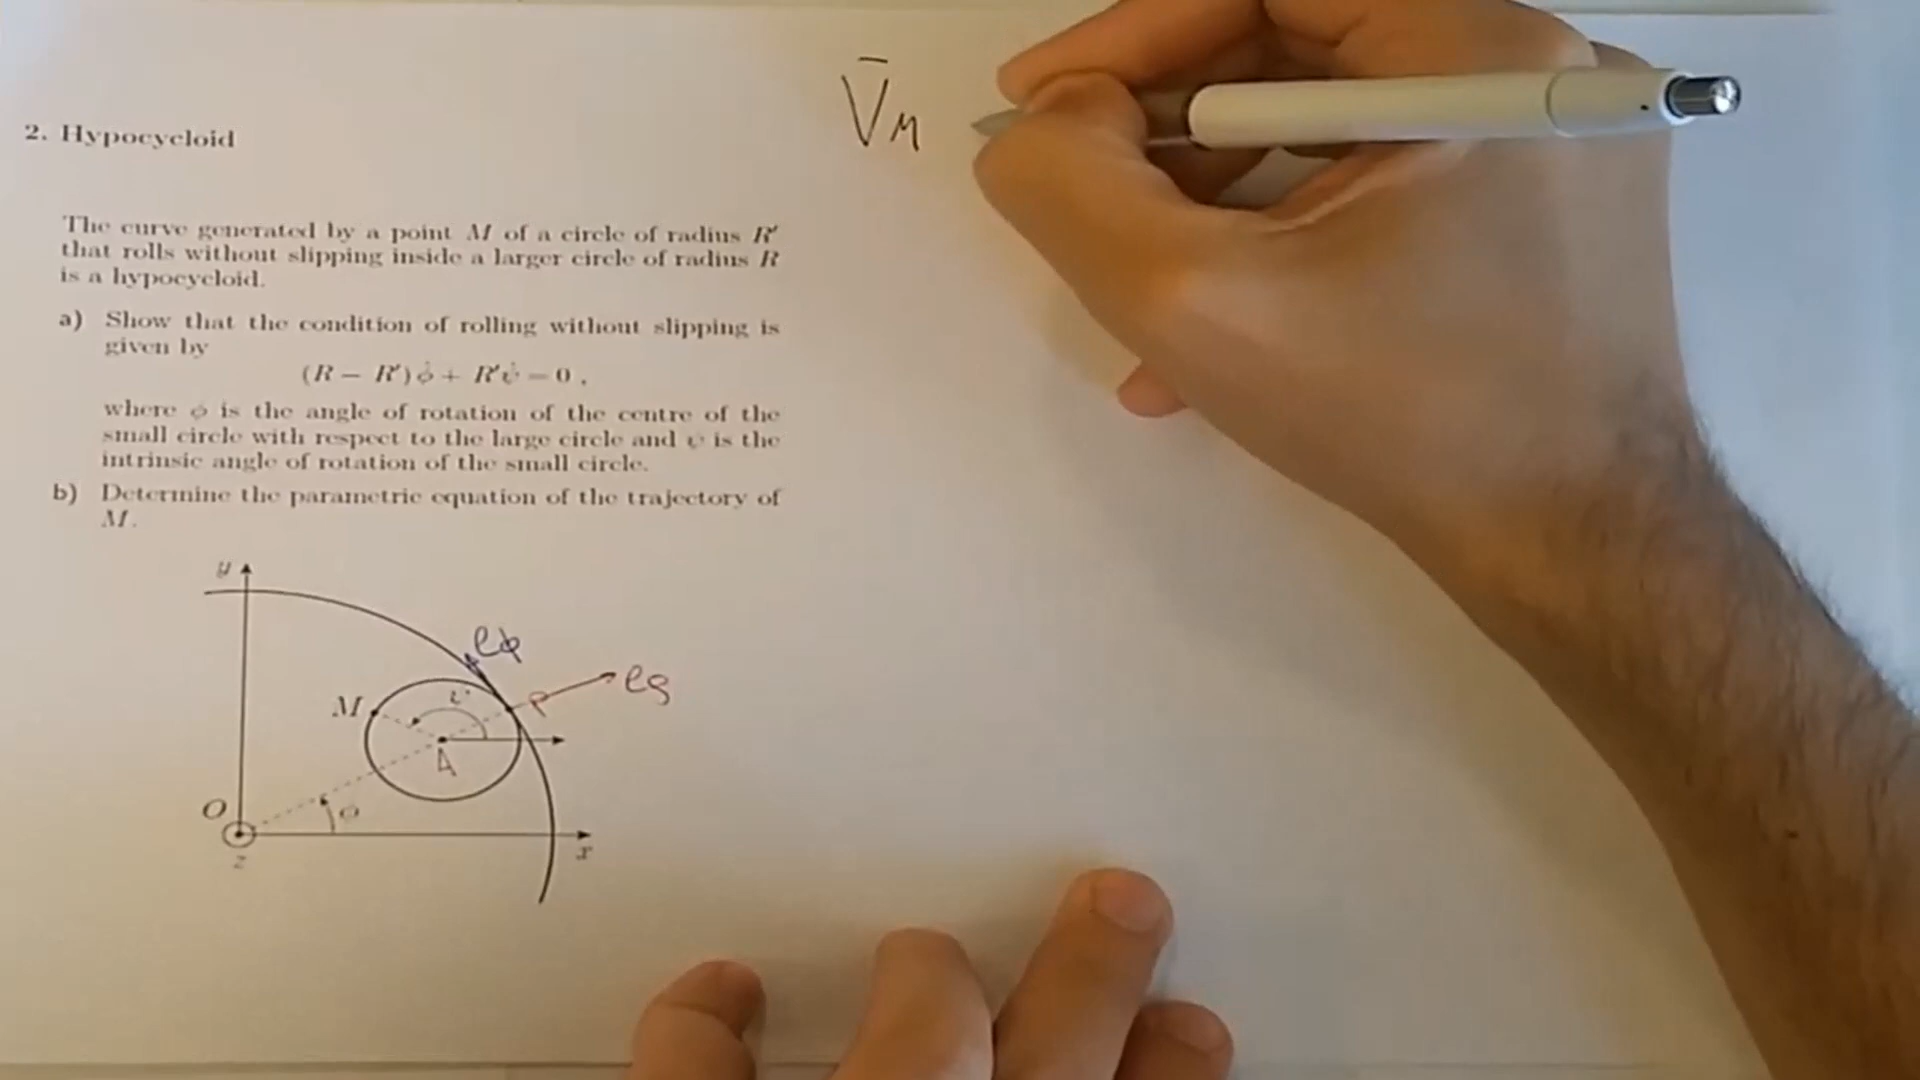 V̄M
2. Hypocycloid
The curve generated by a point M of a circle of radius R′
that rolls without slipping inside a larger circle of radius R
is a hypocycloid.
a) Show that the condition of rolling without slipping is
given by
(R − R′)ϕ̇ + R′ψ̇ = 0 ,
where ϕ is the angle of rotation of the centre of the
small circle with respect to the large circle and ψ is the
intrinsic angle of rotation of the small circle.
b) Determine the parametric equation of the trajectory of
M.
y
eϕ
M
ψ
P
eρ
A
O
ϕ
z
x